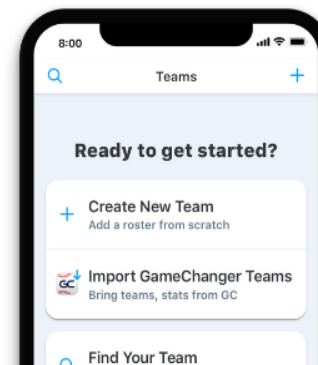 8:00
Teams
Ready to get started?
Create New Team
Add a roster from scratch
GC
Import GameChanger Teams
Bring teams, stats from GC
Find Your Team